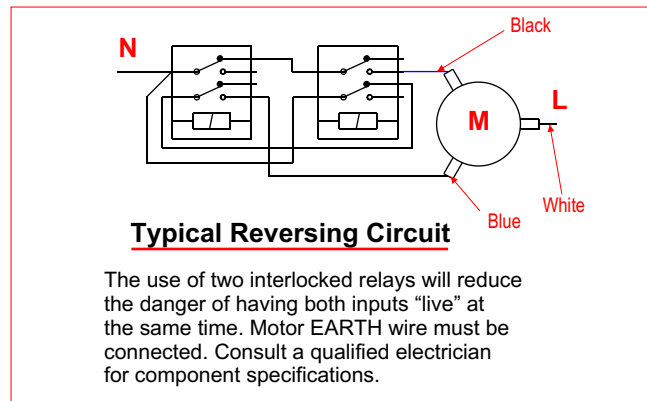 N
Black
M
L
Blue
White
Typical Reversing Circuit
The use of two interlocked relays will reduce
the danger of having both inputs “live” at
the same time. Motor EARTH wire must be
connected. Consult a qualified electrician
for component specifications.